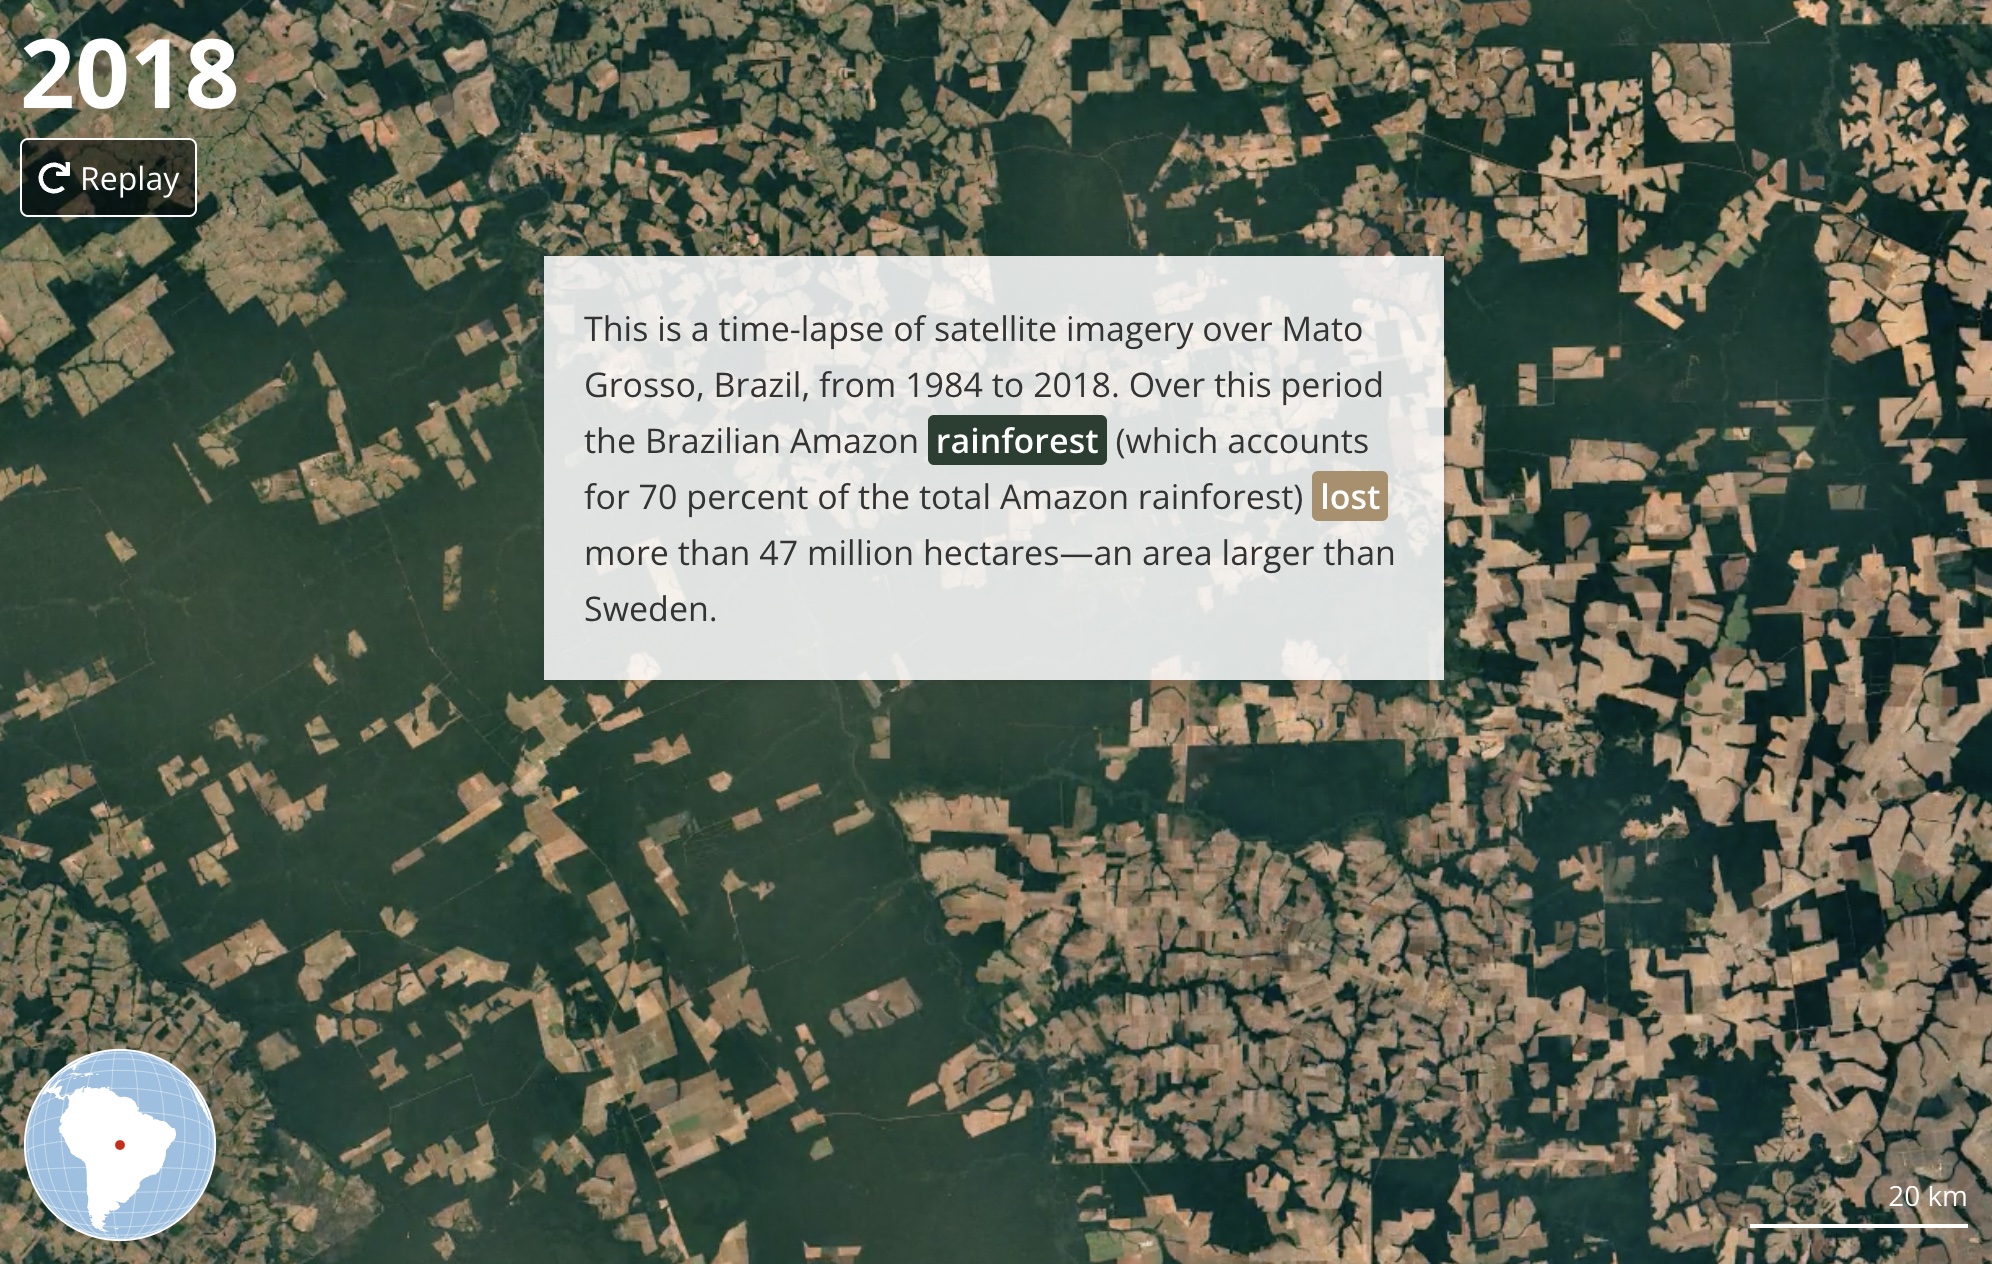 2018
Replay
This is a time-lapse of satellite imagery over Mato
Grosso, Brazil, from 1984 to 2018. Over this period
the Brazilian Amazon rainforest (which accounts
for 70 percent of the total Amazon rainforest) lost
more than 47 million hectares—an area larger than
Sweden.
20 km